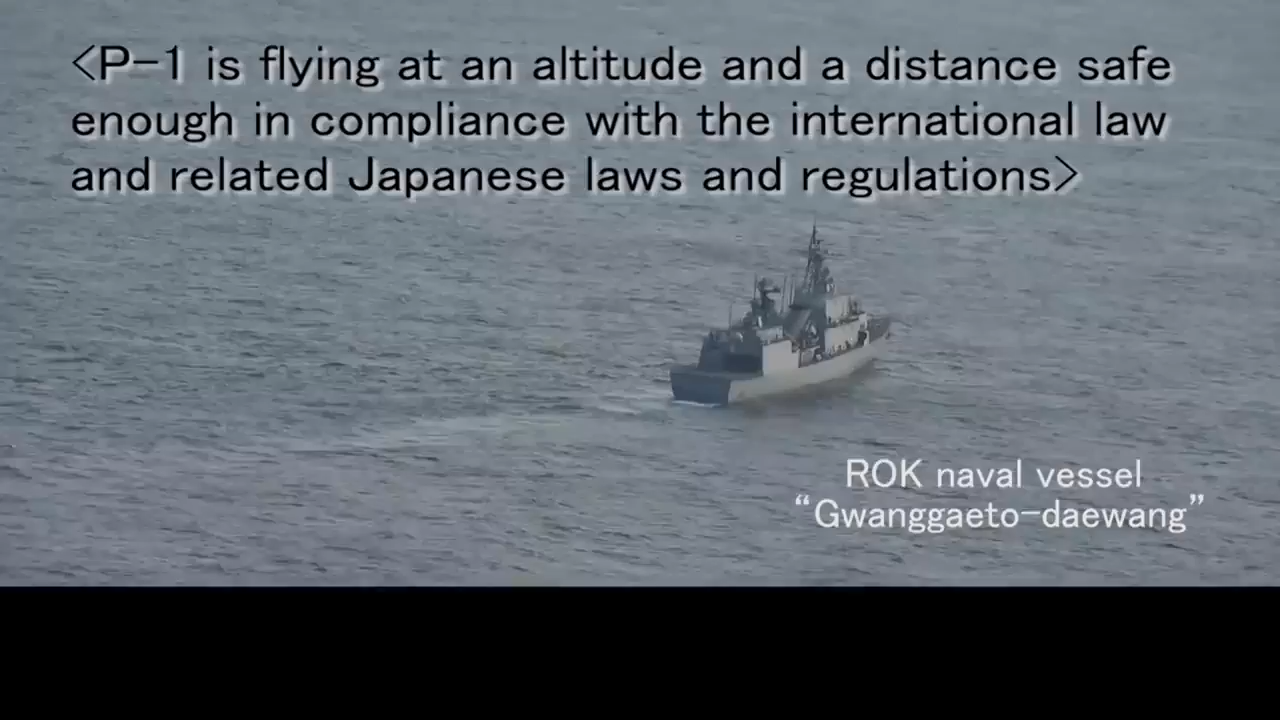 <P-1 is flying at an altitude and a distance safe
enough in compliance with the international law
and related Japanese laws and regulations>
ROK naval vessel
“Gwanggaeto-daewang”